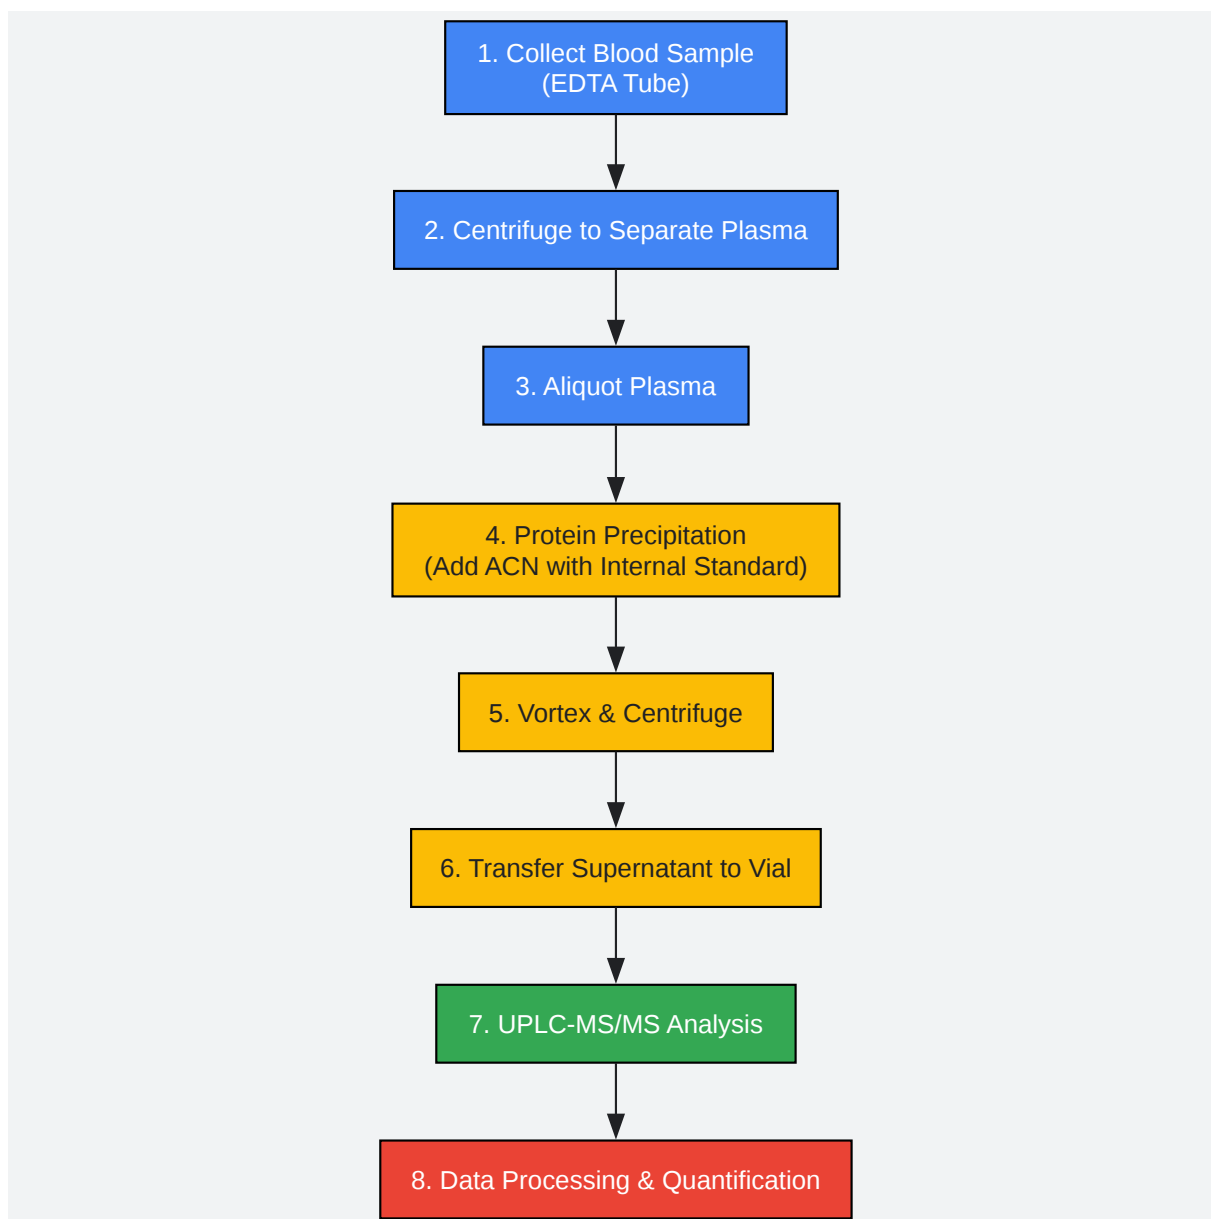 1. Collect Blood Sample
(EDTA Tube)
2. Centrifuge to Separate Plasma
3. Aliquot Plasma
4. Protein Precipitation
(Add ACN with Internal Standard)
5. Vortex & Centrifuge
6. Transfer Supernatant to Vial
7. UPLC-MS/MS Analysis
8. Data Processing & Quantification